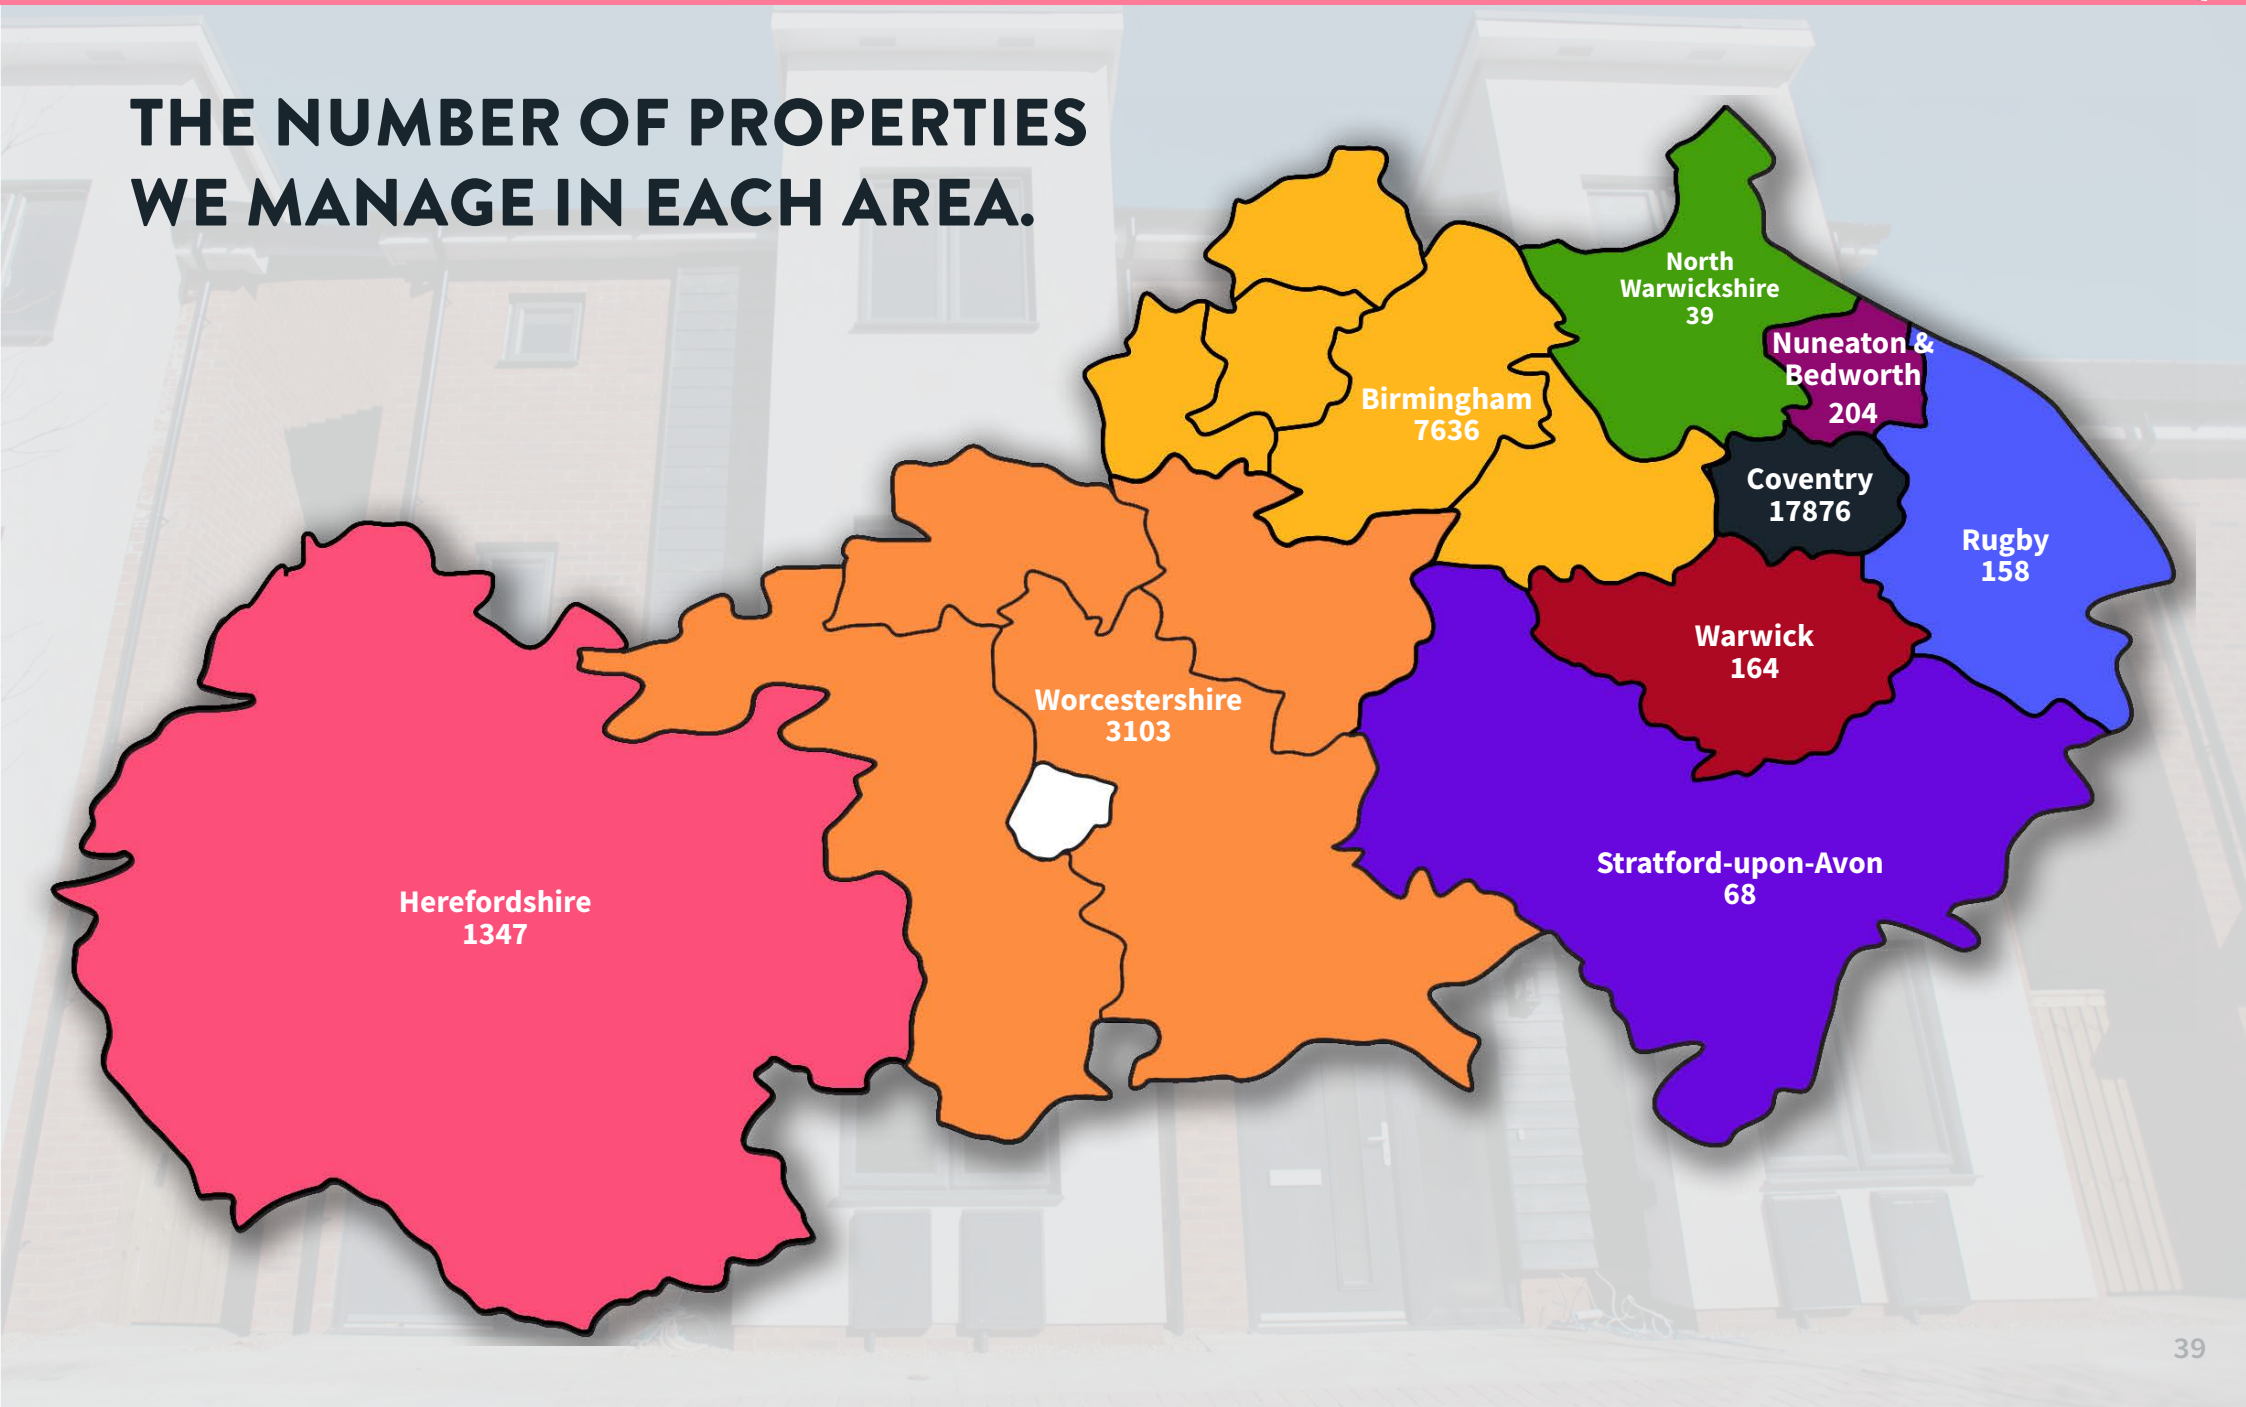 THE NUMBER OF PROPERTIES
WE MANAGE IN EACH AREA.
North
Warwickshire
39
Nuneaton &
Bedworth
204
Birmingham
7636
Coventry
17876
Rugby
158
Warwick
164
Worcestershire
3103
Stratford-upon-Avon
68
Herefordshire
1347
39